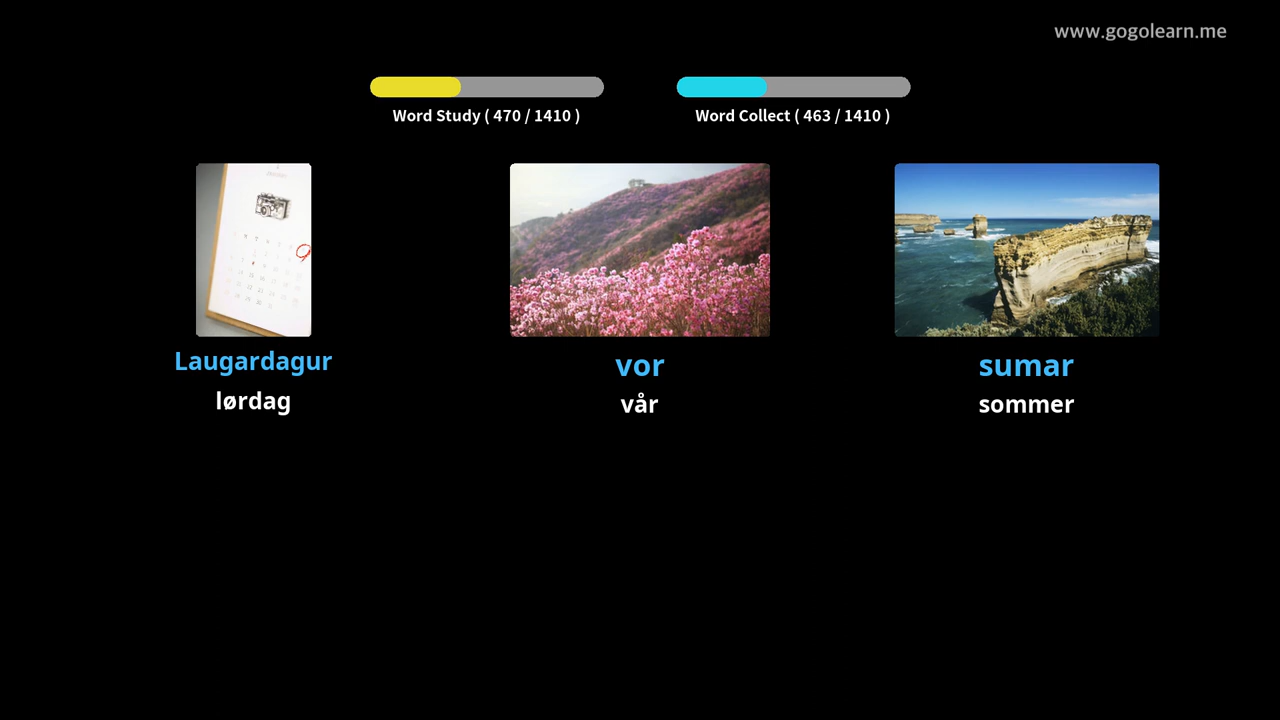 www.gogolearn.me
Word Study ( 470 / 1410 )
Word Collect ( 463 / 1410 )
Laugardagur
lørdag
vor
vår
sumar
sommer